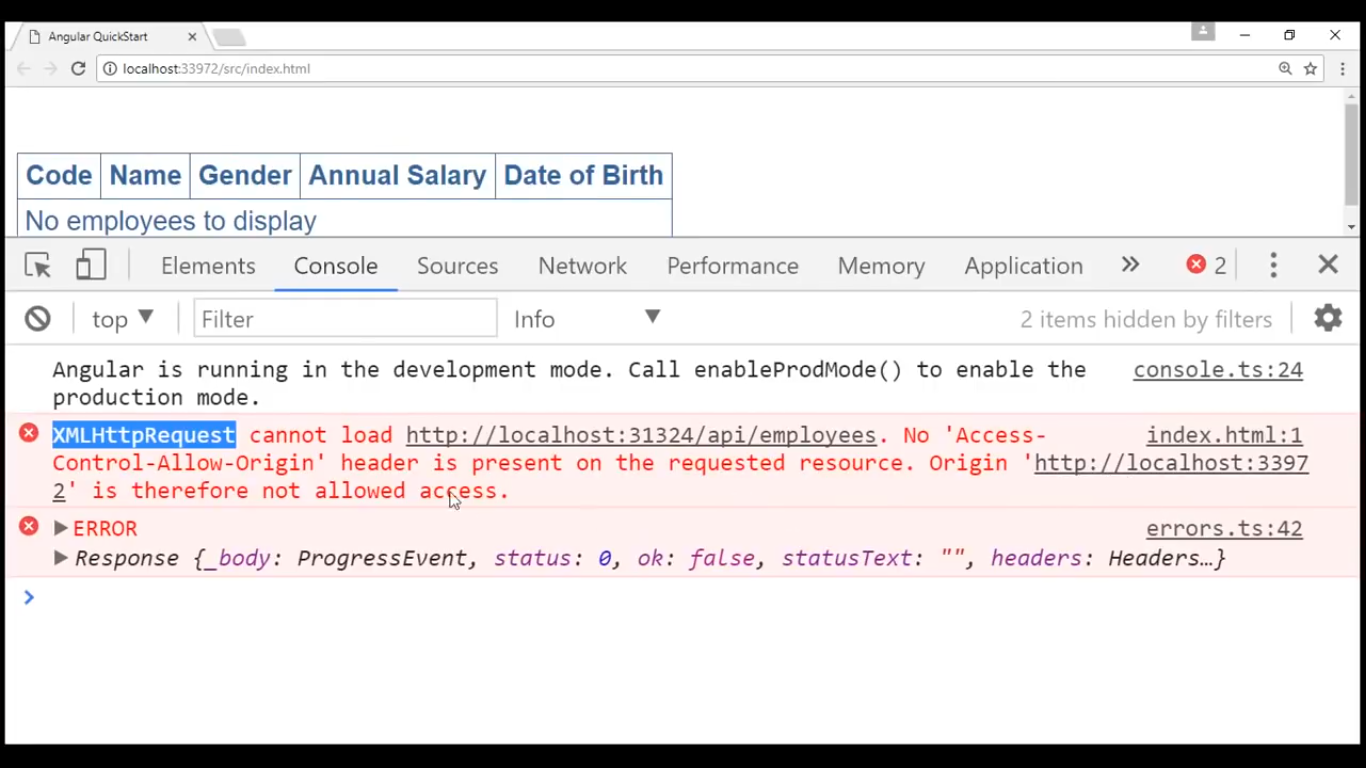 Angular QuickStart
localhost:33972/src/index.html
Code Name Gender Annual Salary Date of Birth
No employees to display
Elements Console Sources Network Performance Memory Application 2
top Filter Info 2 items hidden by filters
Angular is running in the development mode. Call enableProdMode() to enable the console.ts:24
production mode.
XMLHttpRequest cannot load http://localhost:31324/api/employees. No 'Access- index.html:1
Control-Allow-Origin' header is present on the requested resource. Origin 'http://localhost:3397
2' is therefore not allowed access.
ERROR errors.ts:42
Response {_body: ProgressEvent, status: 0, ok: false, statusText: "", headers: Headers…}